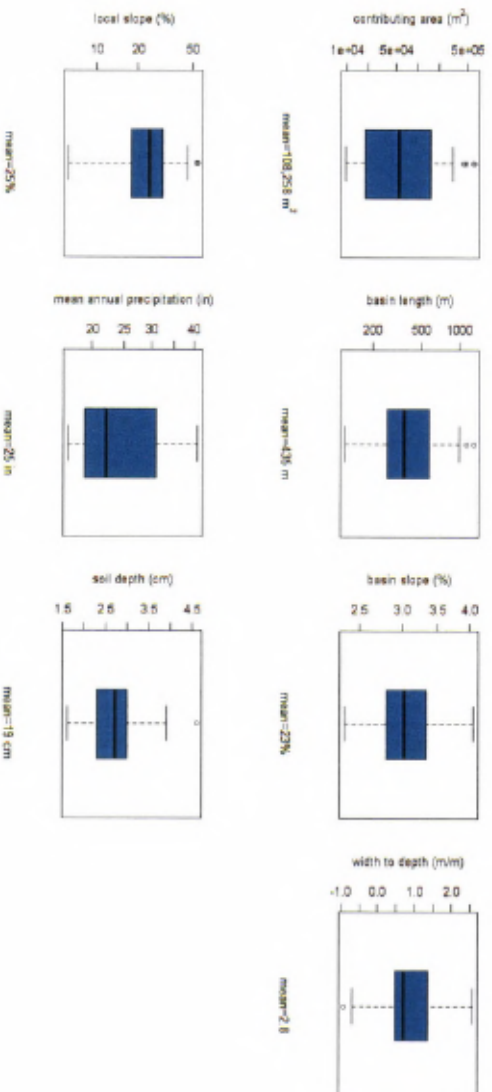 local slope (%)
10 20 50
mean=25%
contributing area (m²)
1e+04 5e+04 5e+05
mean=108,258 m²
mean annual precipitation (in)
20 25 30 40
mean=25 in
basin length (m)
200 500 1000
mean=436 m
soil depth (cm)
1.5 2.5 3.5 4.5
mean=19 cm
basin slope (%)
2.5 3.0 3.5 4.0
mean=23%
width to depth (m/m)
-1.0 0.0 1.0 2.0
mean=2.8